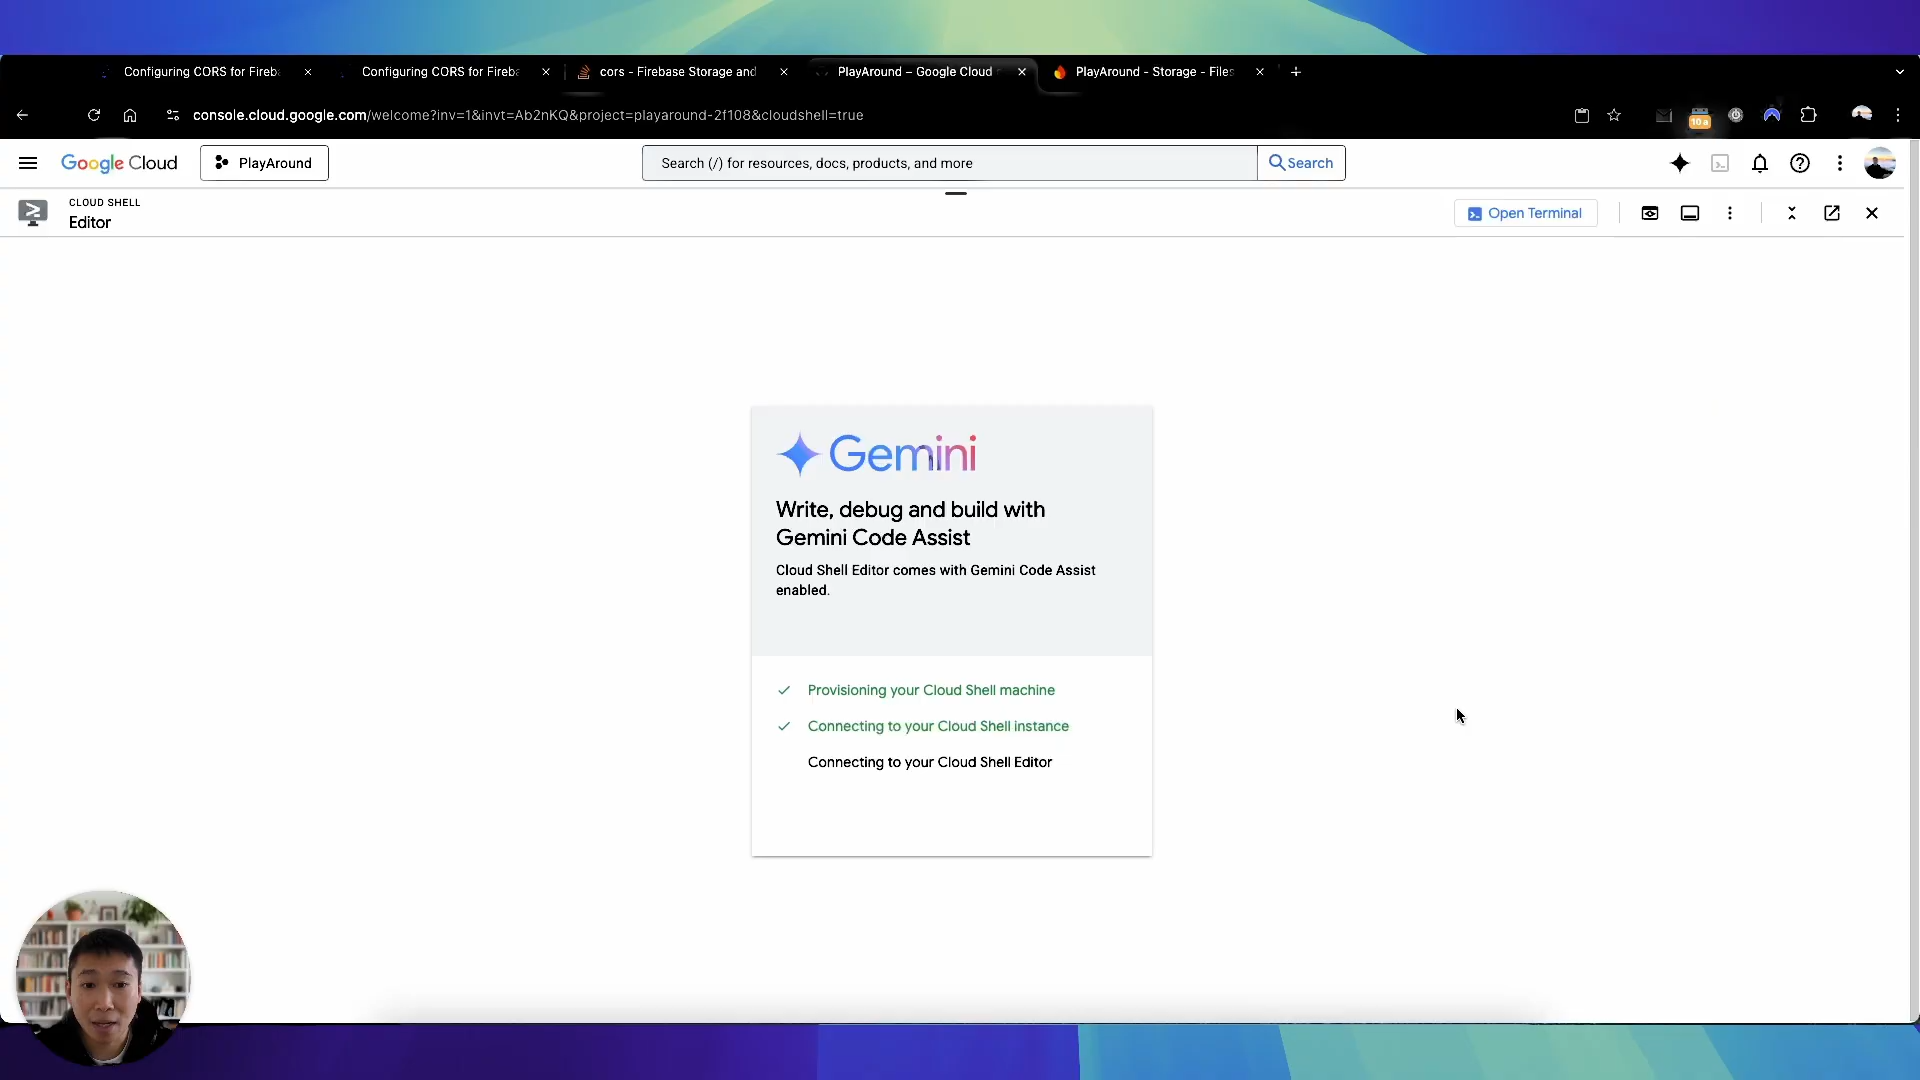 Configuring CORS for Fireba
Configuring CORS for Fireba
cors - Firebase Storage and
PlayAround – Google Cloud
PlayAround - Storage - Files
console.cloud.google.com/welcome?inv=1&invt=Ab2nKQ&project=playaround-2f108&cloudshell=true
10a
Google Cloud
PlayAround
Search (/) for resources, docs, products, and more
Search
CLOUD SHELL
Editor
Open Terminal
Gemini
Write, debug and build with
Gemini Code Assist
Cloud Shell Editor comes with Gemini Code Assist
enabled.
Provisioning your Cloud Shell machine
Connecting to your Cloud Shell instance
Connecting to your Cloud Shell Editor